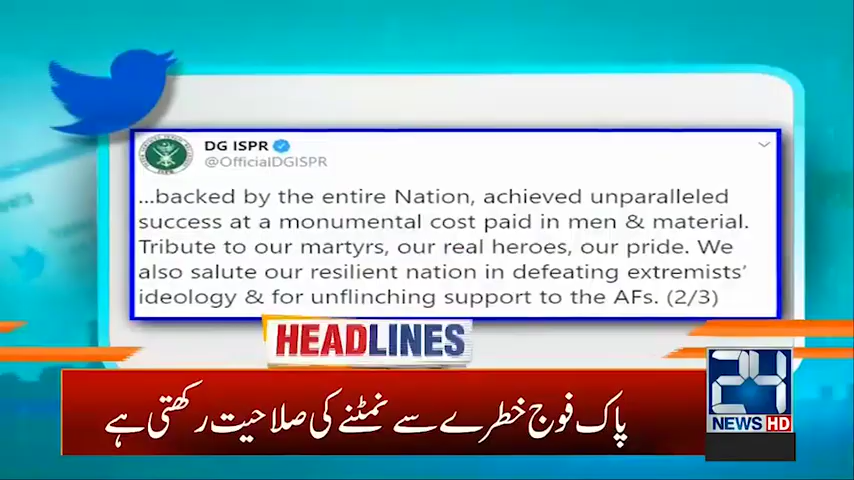 DG ISPR
@OfficialDGISPR
...backed by the entire Nation, achieved unparalleled
success at a monumental cost paid in men & material.
Tribute to our martyrs, our real heroes, our pride. We
also salute our resilient nation in defeating extremists'
ideology & for unflinching support to the AFs. (2/3)
HEADLINES
پاک فوج خطرے سے نمٹنے کی صلاحیت رکھتی ہے
24
NEWS HD